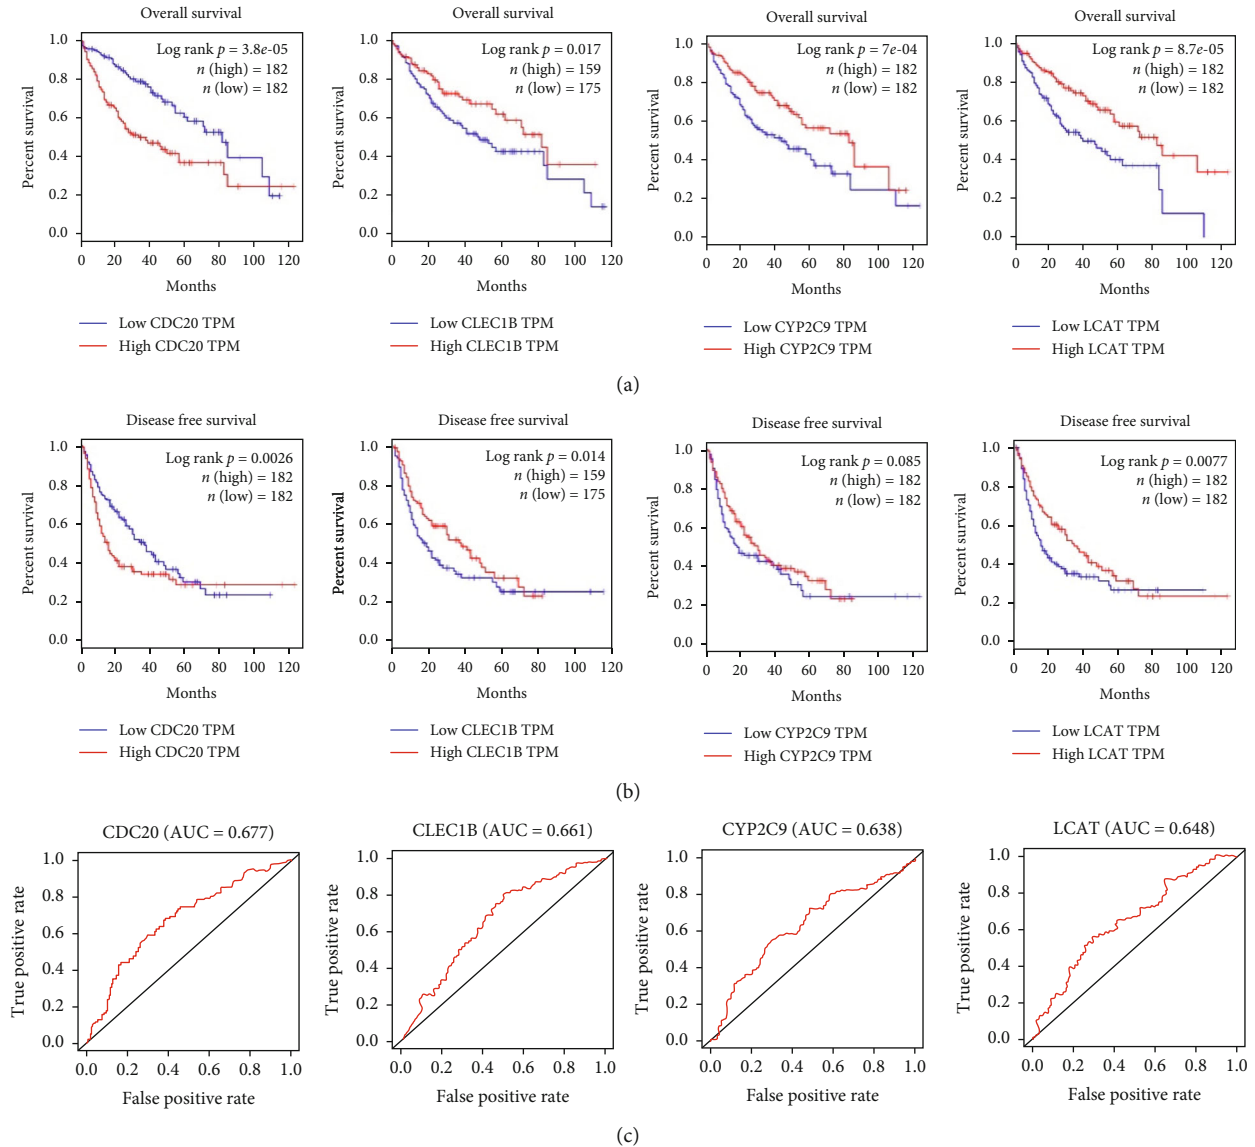 Overall survival
Percent survival
1.0
0.8
0.6
0.4
0.2
0.0
Log rank p = 3.8e-05
n (high) = 182
n (low) = 182
0 20 40 60 80 100 120
Months
Low CDC20 TPM
High CDC20 TPM
Overall survival
Percent survival
1.0
0.8
0.6
0.4
0.2
0.0
Log rank p = 0.017
n (high) = 159
n (low) = 175
0 20 40 60 80 100 120
Months
Low CLEC1B TPM
High CLEC1B TPM
Overall survival
Percent survival
1.0
0.8
0.6
0.4
0.2
0.0
Log rank p = 7e-04
n (high) = 182
n (low) = 182
0 20 40 60 80 100 120
Months
Low CYP2C9 TPM
High CYP2C9 TPM
Overall survival
Percent survival
1.0
0.8
0.6
0.4
0.2
0.0
Log rank p = 8.7e-05
n (high) = 182
n (low) = 182
0 20 40 60 80 100 120
Months
Low LCAT TPM
High LCAT TPM
(a)
Disease free survival
Percent survival
1.0
0.8
0.6
0.4
0.2
0.0
Log rank p = 0.0026
n (high) = 182
n (low) = 182
0 20 40 60 80 100 120
Months
Low CDC20 TPM
High CDC20 TPM
Disease free survival
Percent survival
1.0
0.8
0.6
0.4
0.2
0.0
Log rank p = 0.014
n (high) = 159
n (low) = 175
0 20 40 60 80 100 120
Months
Low CLEC1B TPM
High CLEC1B TPM
Disease free survival
Percent survival
1.0
0.8
0.6
0.4
0.2
0.0
Log rank p = 0.085
n (high) = 182
n (low) = 182
0 20 40 60 80 100 120
Months
Low CYP2C9 TPM
High CYP2C9 TPM
Disease free survival
Percent survival
1.0
0.8
0.6
0.4
0.2
0.0
Log rank p = 0.0077
n (high) = 182
n (low) = 182
0 20 40 60 80 100 120
Months
Low LCAT TPM
High LCAT TPM
(b)
CDC20 (AUC = 0.677)
True positive rate
1.0
0.8
0.6
0.4
0.2
0.0
0.0 0.2 0.4 0.6 0.8 1.0
False positive rate
CLEC1B (AUC = 0.661)
True positive rate
1.0
0.8
0.6
0.4
0.2
0.0
0.0 0.2 0.4 0.6 0.8 1.0
False positive rate
CYP2C9 (AUC = 0.638)
True positive rate
1.0
0.8
0.6
0.4
0.2
0.0
0.0 0.2 0.4 0.6 0.8 1.0
False positive rate
LCAT (AUC = 0.648)
True positive rate
1.0
0.8
0.6
0.4
0.2
0.0
0.0 0.2 0.4 0.6 0.8 1.0
False positive rate
(c)